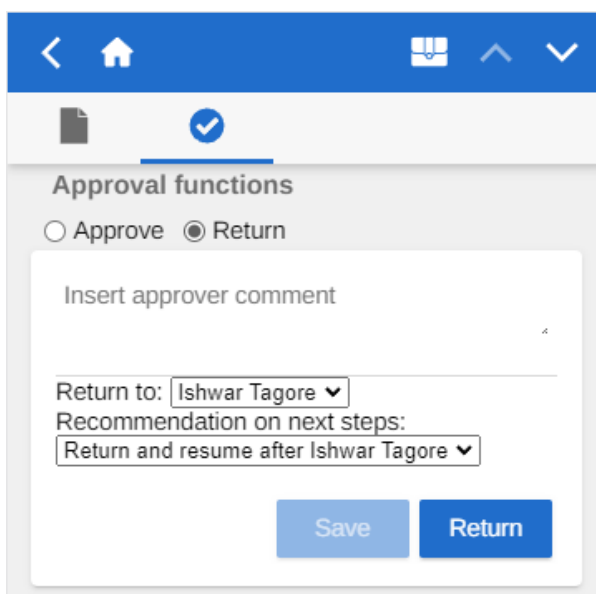 Approval functions
Approve Return
Insert approver comment
Return to: Ishwar Tagore
Recommendation on next steps:
Return and resume after Ishwar Tagore
Save Return